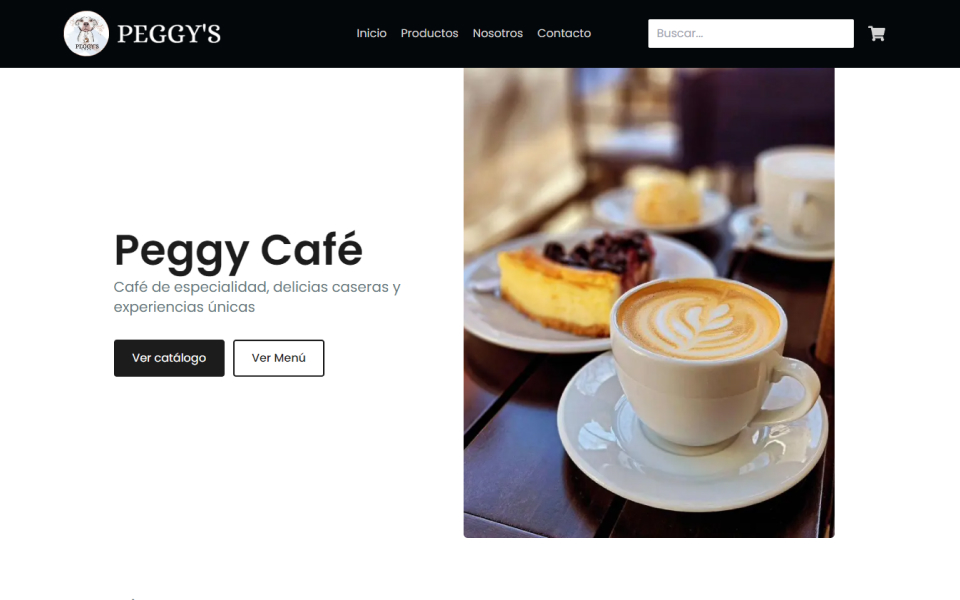 PEGGY'S
PEGGY'S
Inicio
Productos
Nosotros
Contacto
Buscar...
Peggy Café
Café de especialidad, delicias caseras y
experiencias únicas
Ver catálogo
Ver Menú